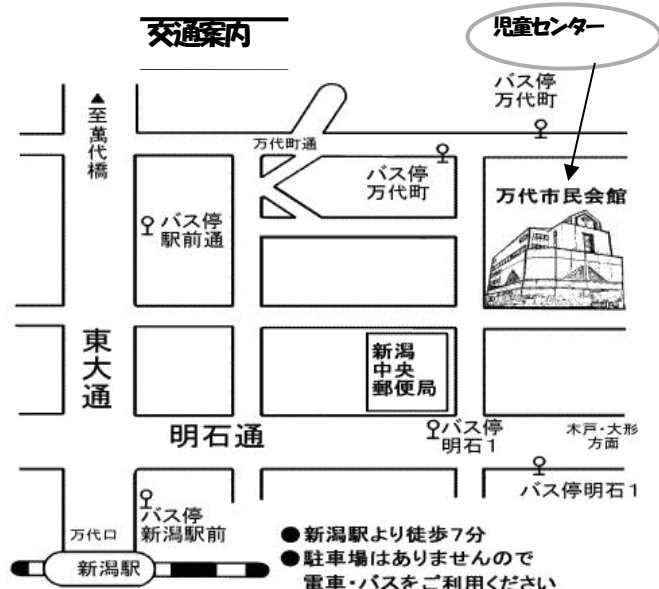 交通案内
児童センター
バス停
万代町
▲至萬代橋
万代町通
バス停
万代町
万代市民会館
バス停
駅前通
東大通
新潟
中央
郵便局
明石通
バス停
明石1
木戸・大形
方面
バス停明石1
バス停
新潟駅前
万代口
新潟駅
●新潟駅より徒歩7分
●駐車場はありませんので
電車・バスをご利用ください